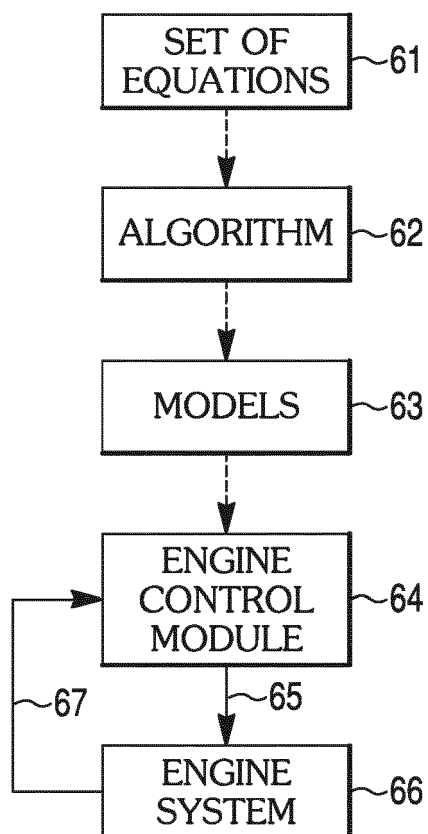 SET OF
EQUATIONS
61
ALGORITHM
62
MODELS
63
ENGINE
CONTROL
MODULE
64
67
65
ENGINE
SYSTEM
66